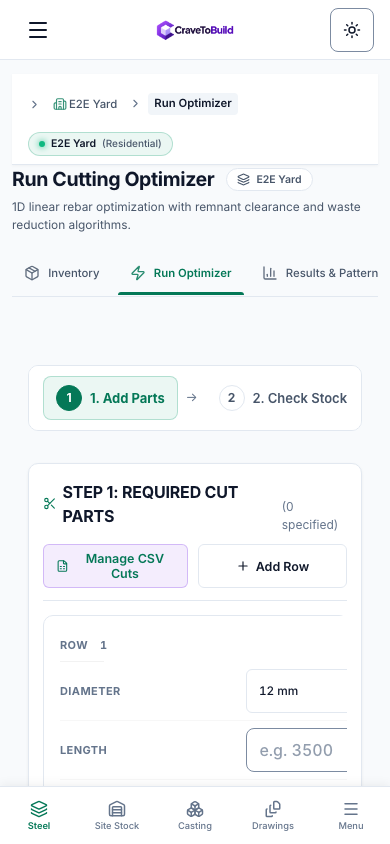 CraveToBuild
E2E Yard
Run Optimizer
E2E Yard (Residential)
Run Cutting Optimizer
E2E Yard
1D linear rebar optimization with remnant clearance and waste
reduction algorithms.
Inventory
Run Optimizer
Results & Pattern
1 1. Add Parts
→
2 2. Check Stock
STEP 1: REQUIRED CUT
PARTS
(0
specified)
Manage CSV
Cuts
+ Add Row
ROW 1
DIAMETER
12 mm
LENGTH
e.g. 3500
Steel
Site Stock
Casting
Drawings
Menu